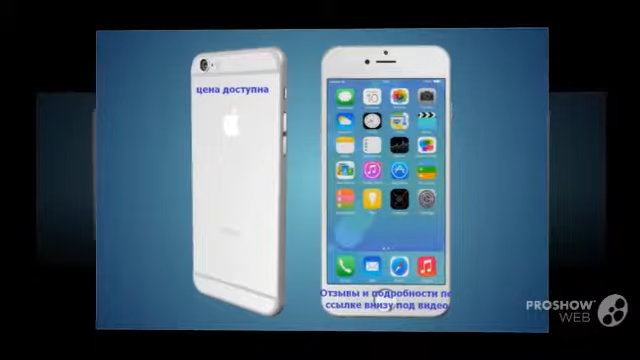 цена доступна
Отзывы и подробности по
ссылке внизу под видео
PROSHOW
WEB